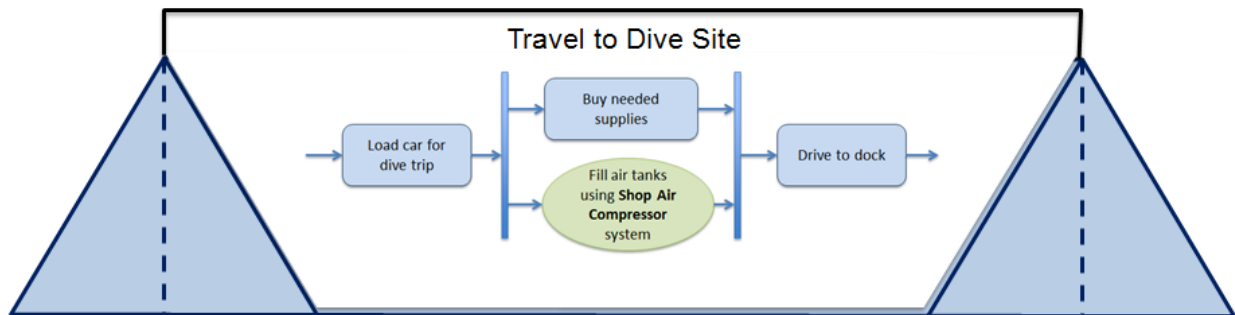 Travel to Dive Site
Load car for
dive trip
Buy needed
supplies
Fill air tanks
using Shop Air
Compressor
system
Drive to dock